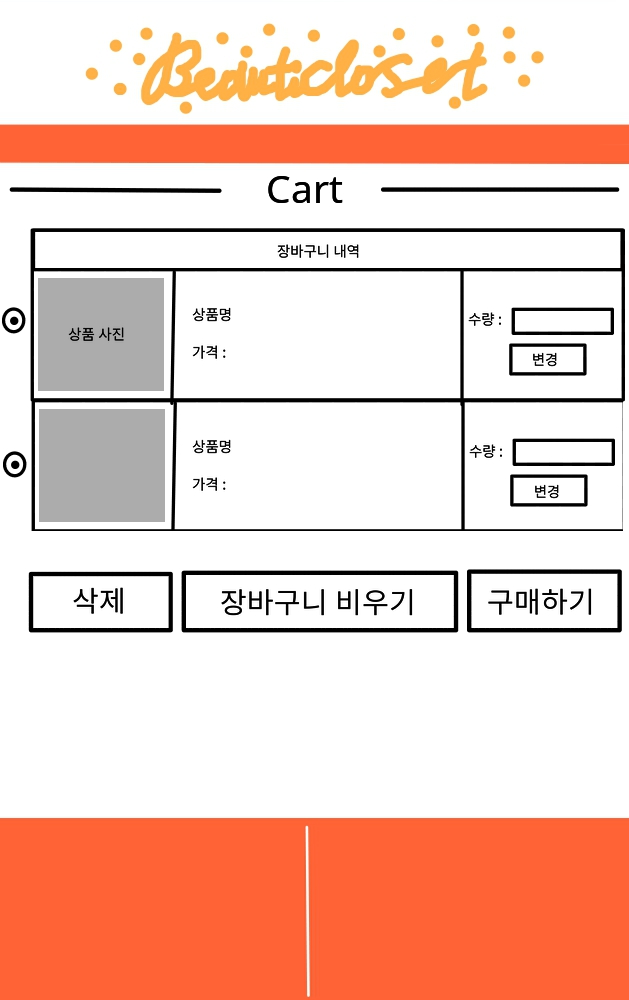 Beauticloset
Cart
장바구니 내역
상품 사진
상품명
가격 :
수량 :
변경
상품명
가격 :
수량 :
변경
삭제
장바구니 비우기
구매하기